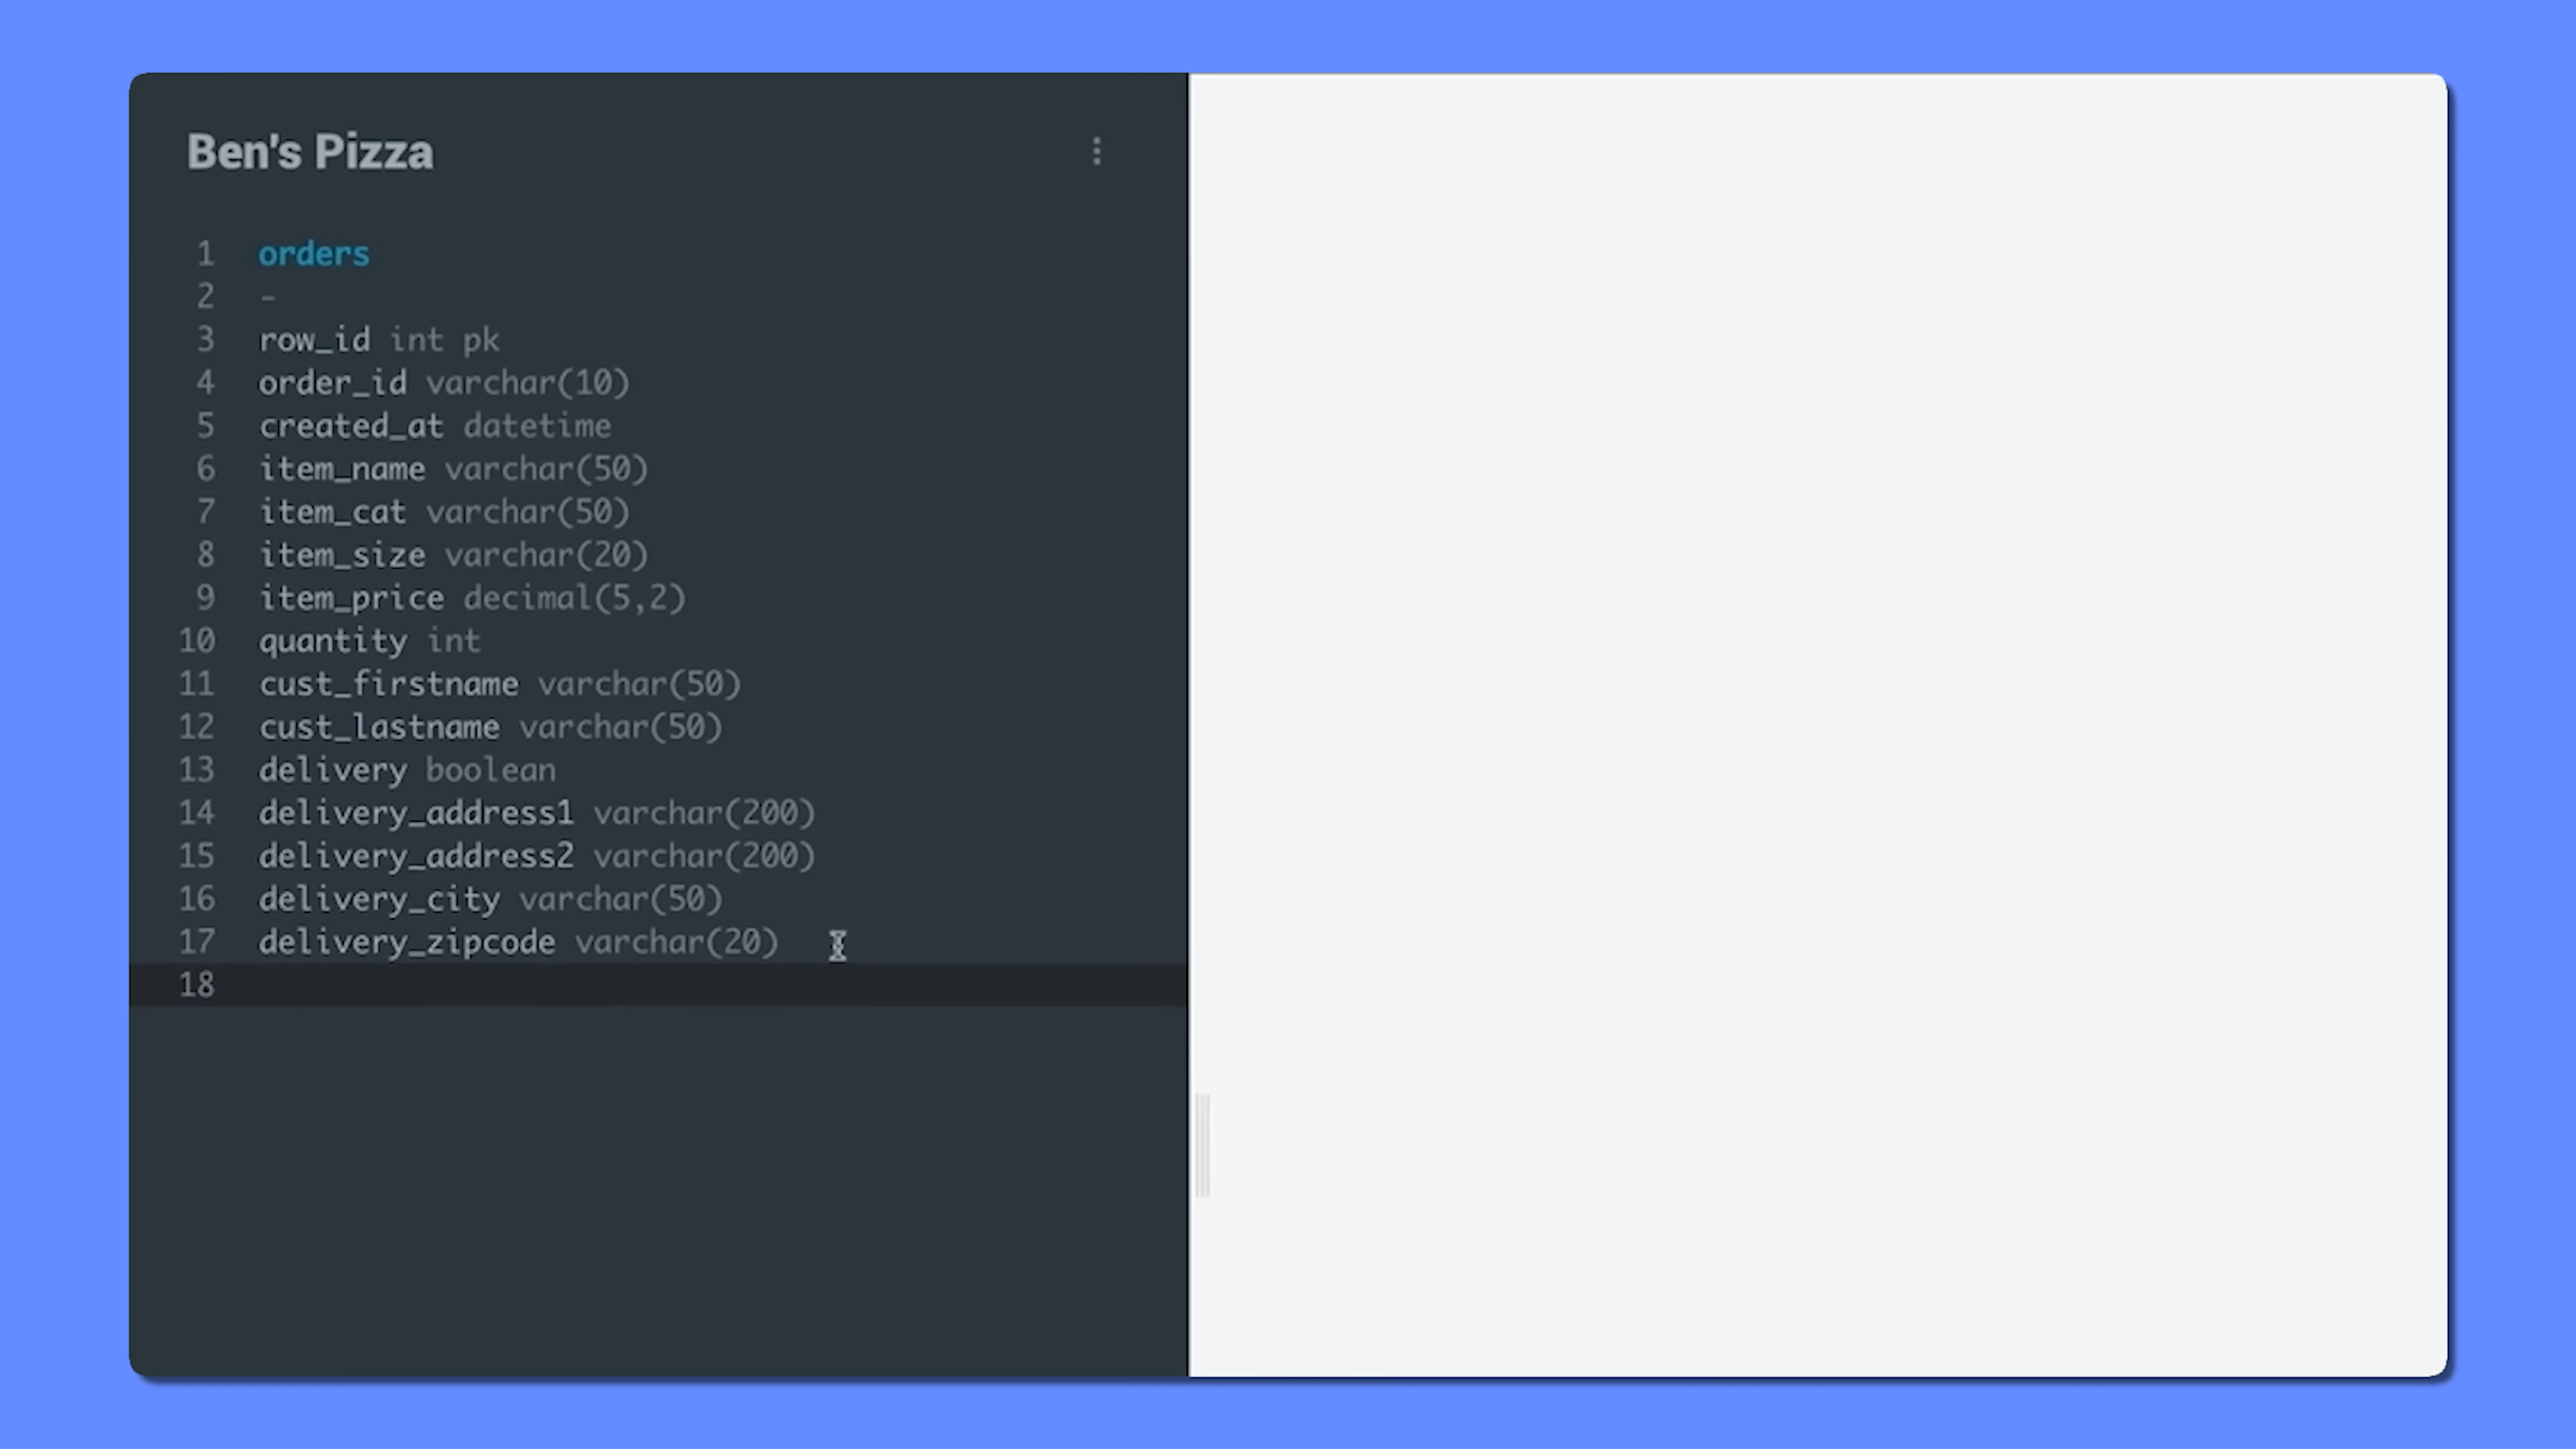 Ben's Pizza
1 orders
2 -
3 row_id int pk
4 order_id varchar(10)
5 created_at datetime
6 item_name varchar(50)
7 item_cat varchar(50)
8 item_size varchar(20)
9 item_price decimal(5,2)
10 quantity int
11 cust_firstname varchar(50)
12 cust_lastname varchar(50)
13 delivery boolean
14 delivery_address1 varchar(200)
15 delivery_address2 varchar(200)
16 delivery_city varchar(50)
17 delivery_zipcode varchar(20)
18